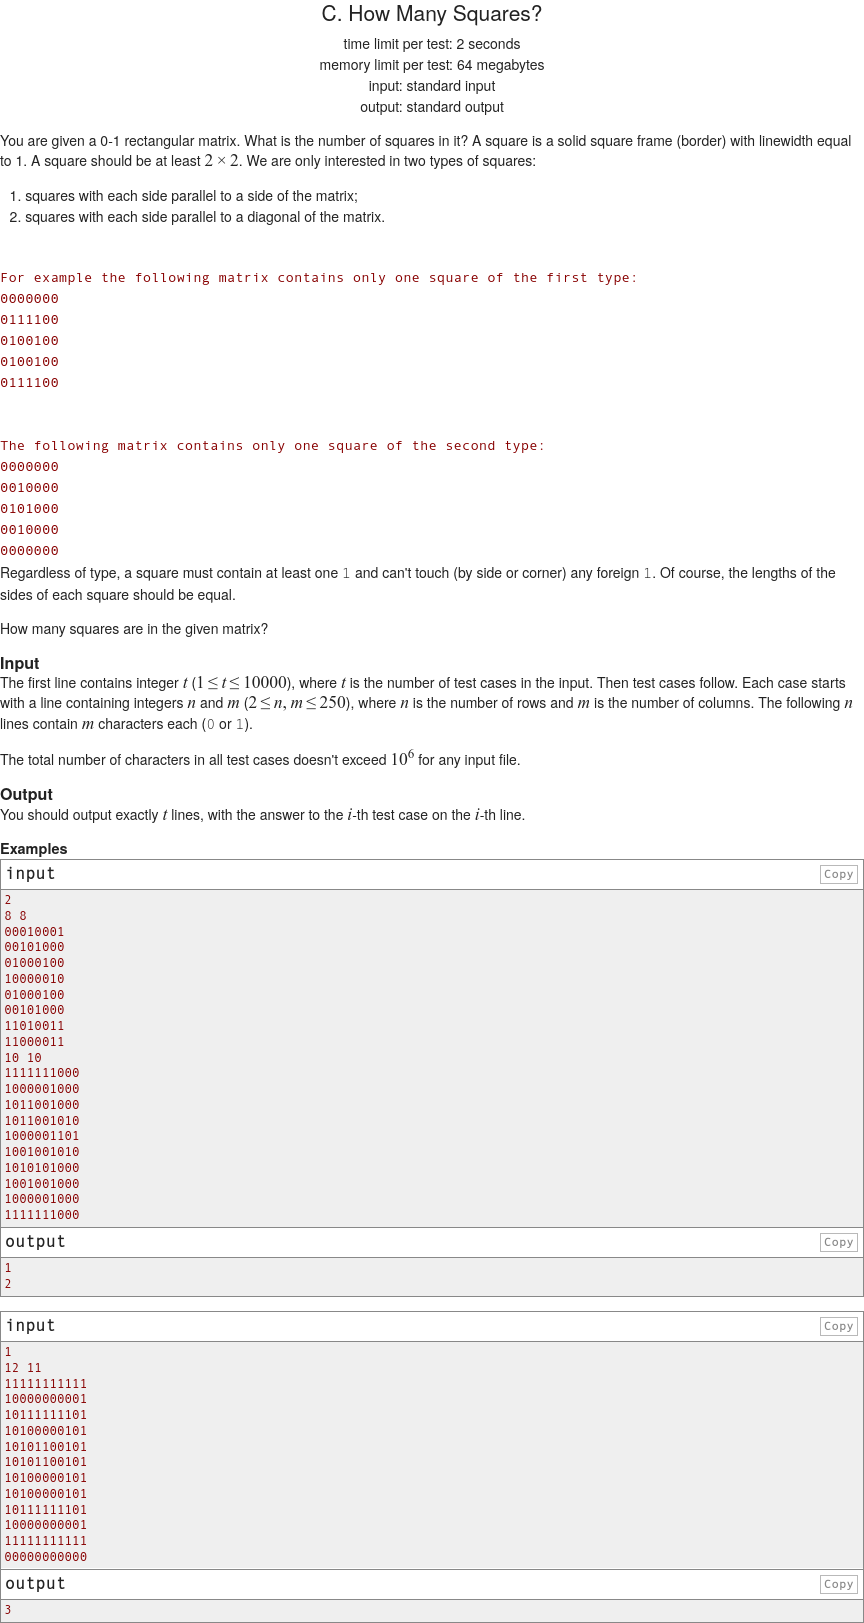 C. How Many Squares?
time limit per test: 2 seconds
memory limit per test: 64 megabytes
input: standard input
output: standard output
You are given a 0-1 rectangular matrix. What is the number of squares in it? A square is a solid square frame (border) with linewidth equal
to 1. A square should be at least 2 × 2. We are only interested in two types of squares:
1. squares with each side parallel to a side of the matrix;
2. squares with each side parallel to a diagonal of the matrix.
For example the following matrix contains only one square of the first type:
0000000
0111100
0100100
0100100
0111100
The following matrix contains only one square of the second type:
0000000
0010000
0101000
0010000
0000000
Regardless of type, a square must contain at least one 1 and can't touch (by side or corner) any foreign 1. Of course, the lengths of the
sides of each square should be equal.
How many squares are in the given matrix?
Input
The first line contains integer t (1 ≤ t ≤ 10000), where t is the number of test cases in the input. Then test cases follow. Each case starts
with a line containing integers n and m (2 ≤ n, m ≤ 250), where n is the number of rows and m is the number of columns. The following n
lines contain m characters each (0 or 1).
The total number of characters in all test cases doesn't exceed 10^6 for any input file.
Output
You should output exactly t lines, with the answer to the i-th test case on the i-th line.
Examples
input Copy
2
8 8
00010001
00101000
01000100
10000010
01000100
00101000
11010011
11000011
10 10
1111111000
1000001000
1011001000
1011001010
1000001101
1001001010
1010101000
1001001000
1000001000
1111111000
output Copy
1
2
input Copy
1
12 11
11111111111
10000000001
10111111101
10100000101
10101100101
10101100101
10100000101
10100000101
10111111101
10000000001
11111111111
00000000000
output Copy
3